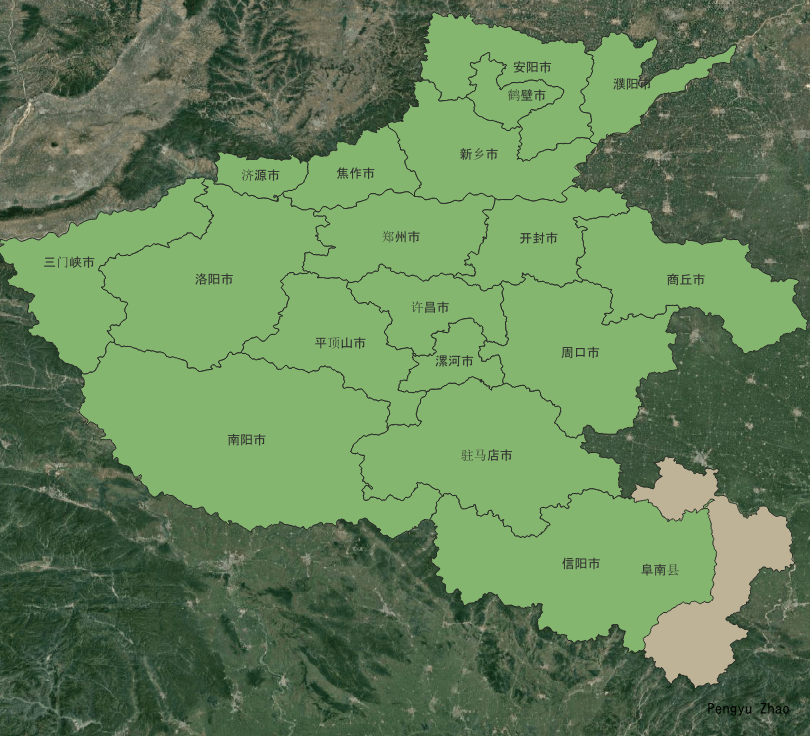 安阳市
濮阳市
鹤壁市
新乡市
济源市
焦作市
郑州市
开封市
三门峡市
洛阳市
商丘市
许昌市
平顶山市
周口市
漯河市
南阳市
驻马店市
信阳市
阜南县
Pengyu Zhao